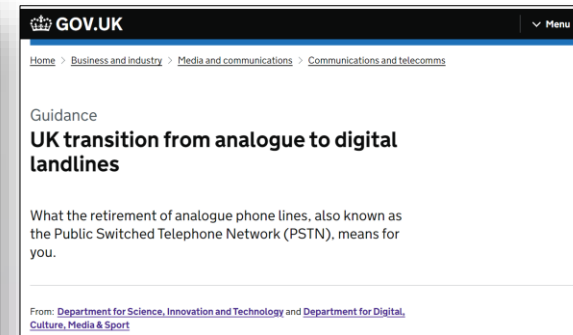 GOV.UK
Menu
Home > Business and industry > Media and communications > Communications and telecomms
Guidance
UK transition from analogue to digital
landlines
What the retirement of analogue phone lines, also known as
the Public Switched Telephone Network (PSTN), means for
you.
From: Department for Science, Innovation and Technology and Department for Digital,
Culture, Media & Sport